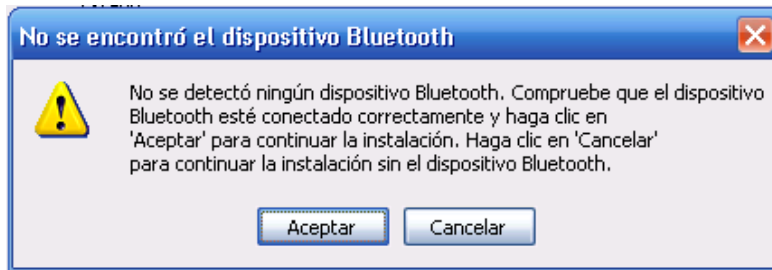 No se encontró el dispositivo Bluetooth
No se detectó ningún dispositivo Bluetooth. Compruebe que el dispositivo
Bluetooth esté conectado correctamente y haga clic en
'Aceptar' para continuar la instalación. Haga clic en 'Cancelar'
para continuar la instalación sin el dispositivo Bluetooth.
Aceptar Cancelar